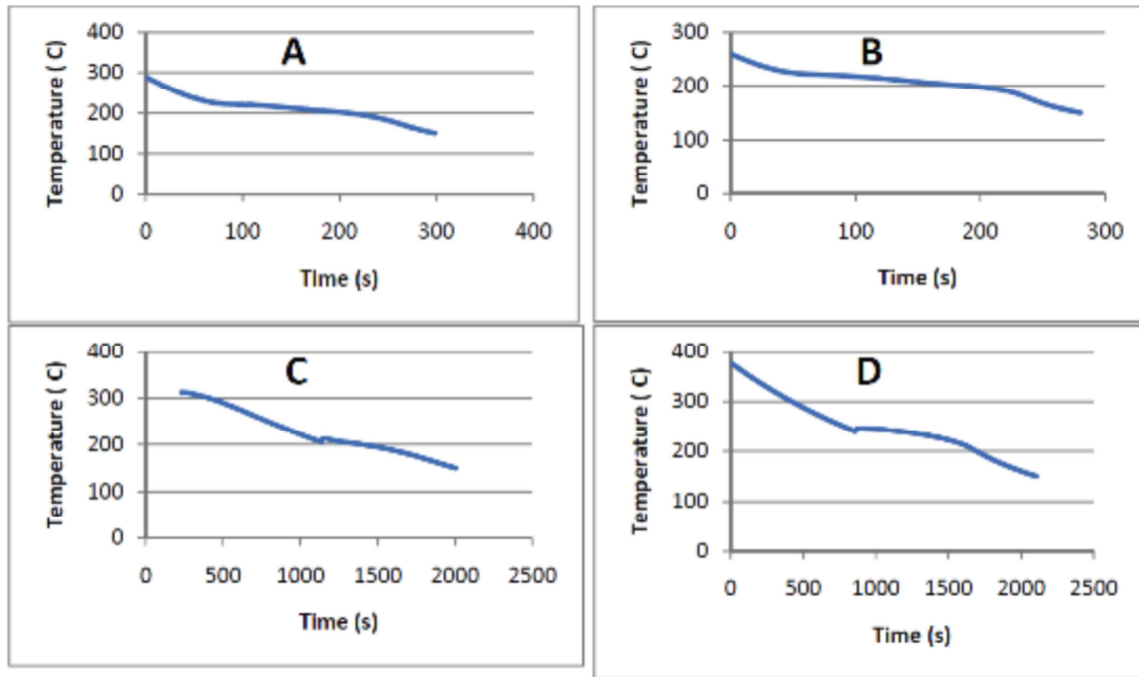 A
Temperature ( C)
400
300
200
100
0
0 100 200 300 400
TIme (s)
B
Temperature ( C)
300
200
100
0
0 100 200 300
Time (s)
C
Temperature ( C)
400
300
200
100
0
0 500 1000 1500 2000 2500
TIme (s)
D
Temperature ( C)
400
300
200
100
0
0 500 1000 1500 2000 2500
Time (s)